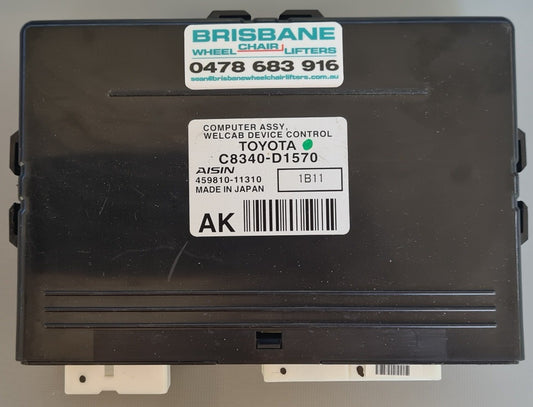 BRISBANE
WHEEL CHAIR LIFTERS
0478 683 916
sean@brisbanewheelchairlifters.com.au
COMPUTER ASSY,
WELCAB DEVICE CONTROL
TOYOTA
C8340-D1570
AISIN
459810-11310 1B11
MADE IN JAPAN
AK